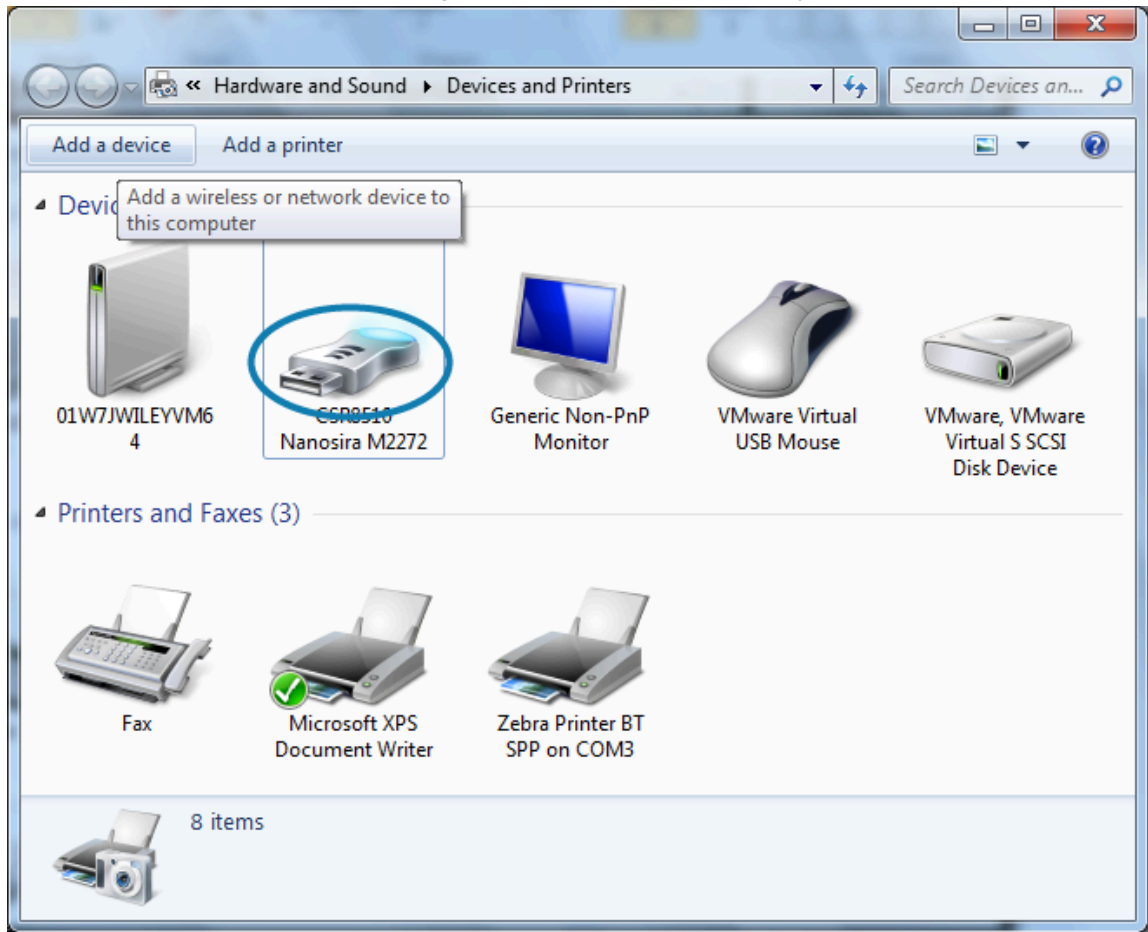 « Hardware and Sound ▸ Devices and Printers
Search Devices an...
Add a device Add a printer
Devic
Add a wireless or network device to
this computer
01W7JWILEYVM6
4
CSR8510
Nanosira M2272
Generic Non-PnP
Monitor
VMware Virtual
USB Mouse
VMware, VMware
Virtual S SCSI
Disk Device
Printers and Faxes (3)
Fax
Microsoft XPS
Document Writer
Zebra Printer BT
SPP on COM3
8 items